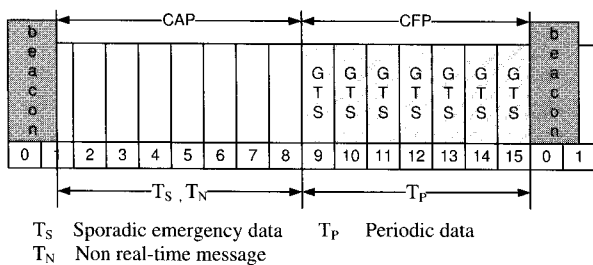 CAP CFP
beacon GTS GTS GTS GTS GTS GTS GTS beacon
0 1 2 3 4 5 6 7 8 9 10 11 12 13 14 15 0 1
TS , TN TP
TS Sporadic emergency data TP Periodic data
TN Non real-time message